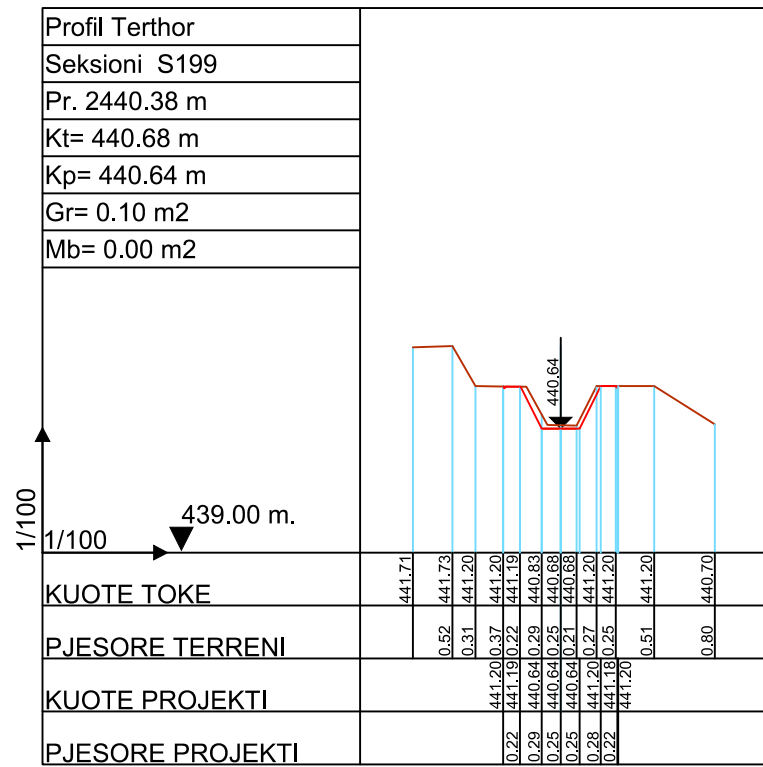 Profil Terthor
Seksioni S199
Pr. 2440.38 m
Kt= 440.68 m
Kp= 440.64 m
Gr= 0.10 m2
Mb= 0.00 m2
440.64
1/100
1/100
439.00 m.
KUOTE TOKE 441.71 441.73 441.20 441.20 441.19 440.83 440.68 440.68 441.20 441.20 441.20 440.70
PJESORE TERRENI 0.52 0.31 0.37 0.22 0.29 0.25 0.21 0.27 0.25 0.51 0.80
KUOTE PROJEKTI 441.20 441.19 440.64 440.64 440.64 441.20 441.18 441.20
PJESORE PROJEKTI 0.22 0.29 0.25 0.25 0.28 0.22